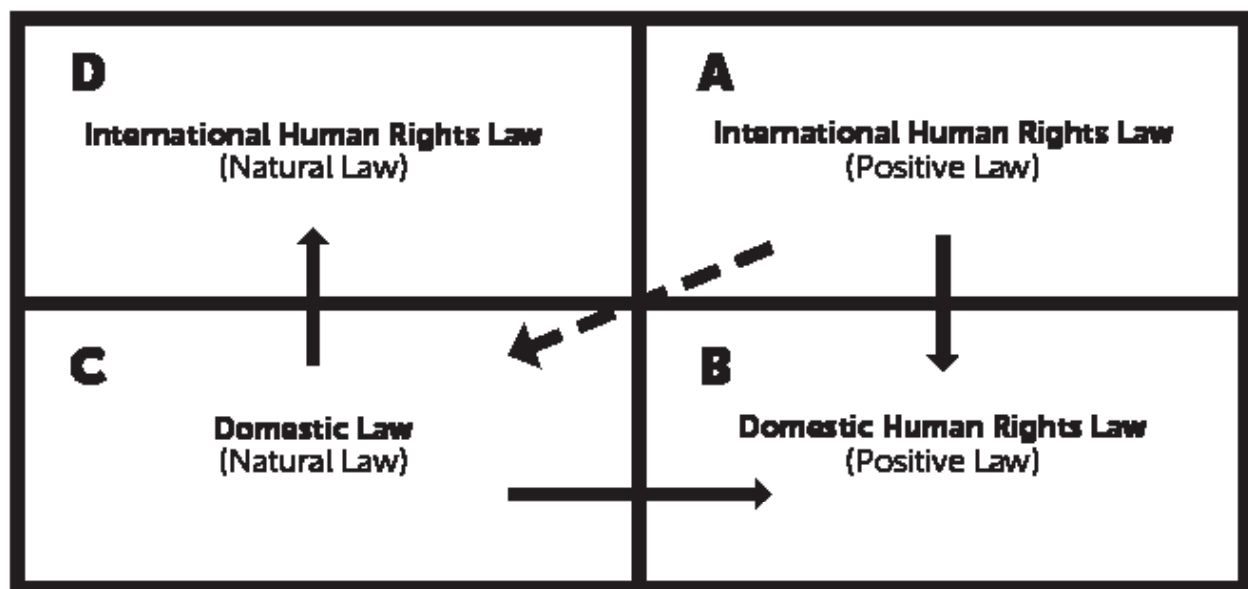 D
International Human Rights Law
(Natural Law)
A
International Human Rights Law
(Positive Law)
C
Domestic Law
(Natural Law)
B
Domestic Human Rights Law
(Positive Law)